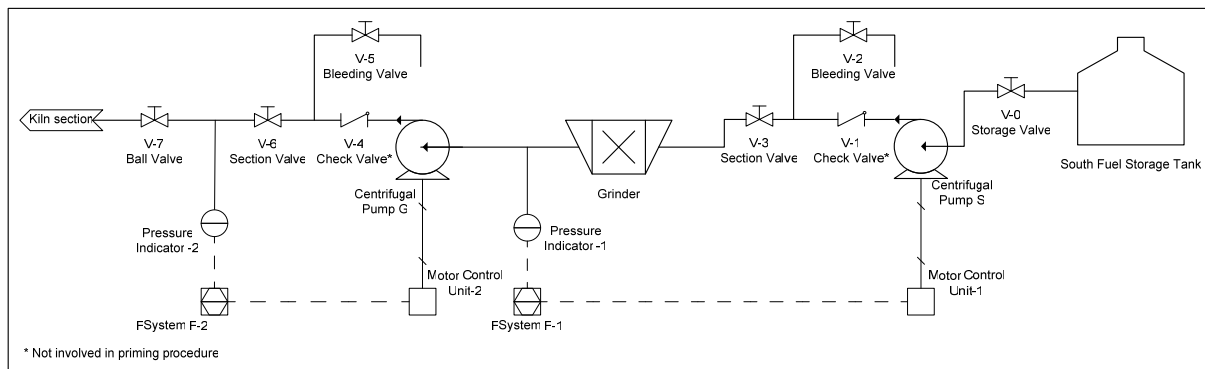 V-5
Bleeding Valve
V-2
Bleeding Valve
Kiln section
V-7
Ball Valve
V-6
Section Valve
V-4
Check Valve*
Centrifugal
Pump G
Grinder
V-3
Section Valve
V-1
Check Valve*
Centrifugal
Pump S
V-0
Storage Valve
South Fuel Storage Tank
Pressure
Indicator -2
Pressure
Indicator -1
Motor Control
Unit-2
Motor Control
Unit-1
FSystem F-2
FSystem F-1
* Not involved in priming procedure